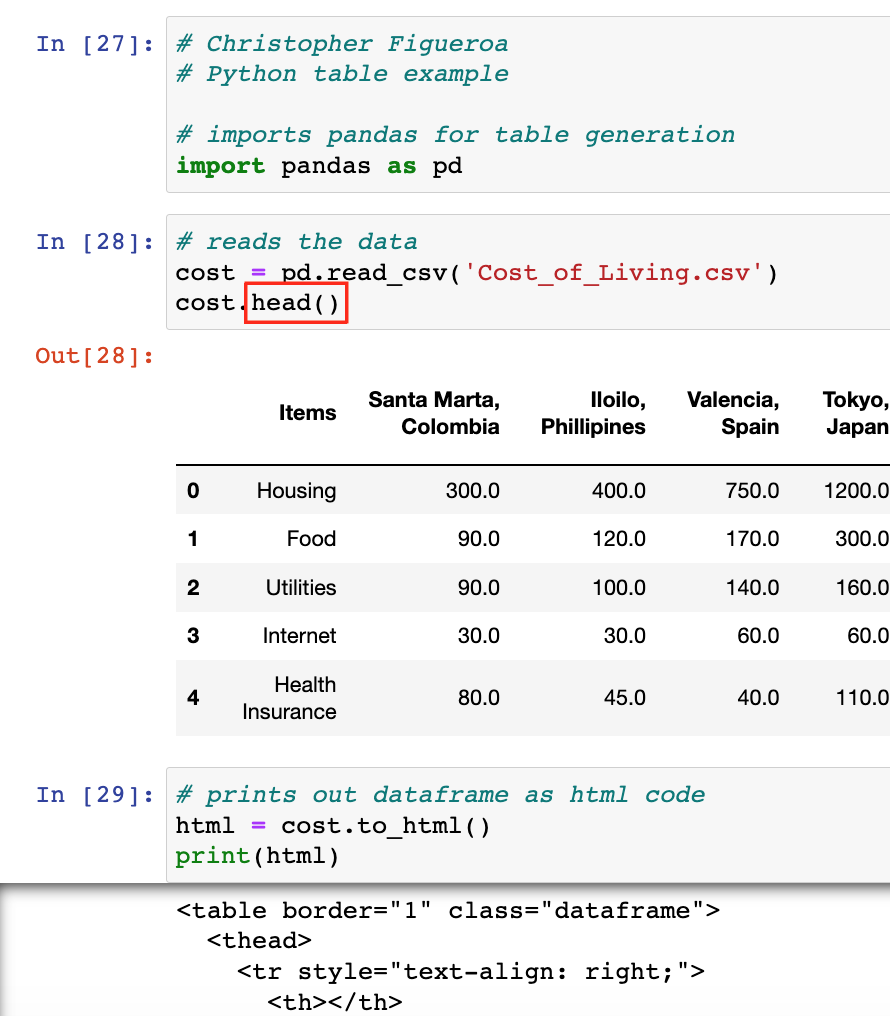 In [27]: # Christopher Figueroa
# Python table example
# imports pandas for table generation
import pandas as pd
In [28]: # reads the data
cost = pd.read_csv('Cost_of_Living.csv')
cost.head()
Out[28]:
Items Santa Marta, Colombia Iloilo, Phillipines Valencia, Spain Tokyo, Japan
0 Housing 300.0 400.0 750.0 1200.0
1 Food 90.0 120.0 170.0 300.0
2 Utilities 90.0 100.0 140.0 160.0
3 Internet 30.0 30.0 60.0 60.0
4 Health Insurance 80.0 45.0 40.0 110.0
In [29]: # prints out dataframe as html code
html = cost.to_html()
print(html)
<table border="1" class="dataframe">
<thead>
<tr style="text-align: right;">
<th></th>